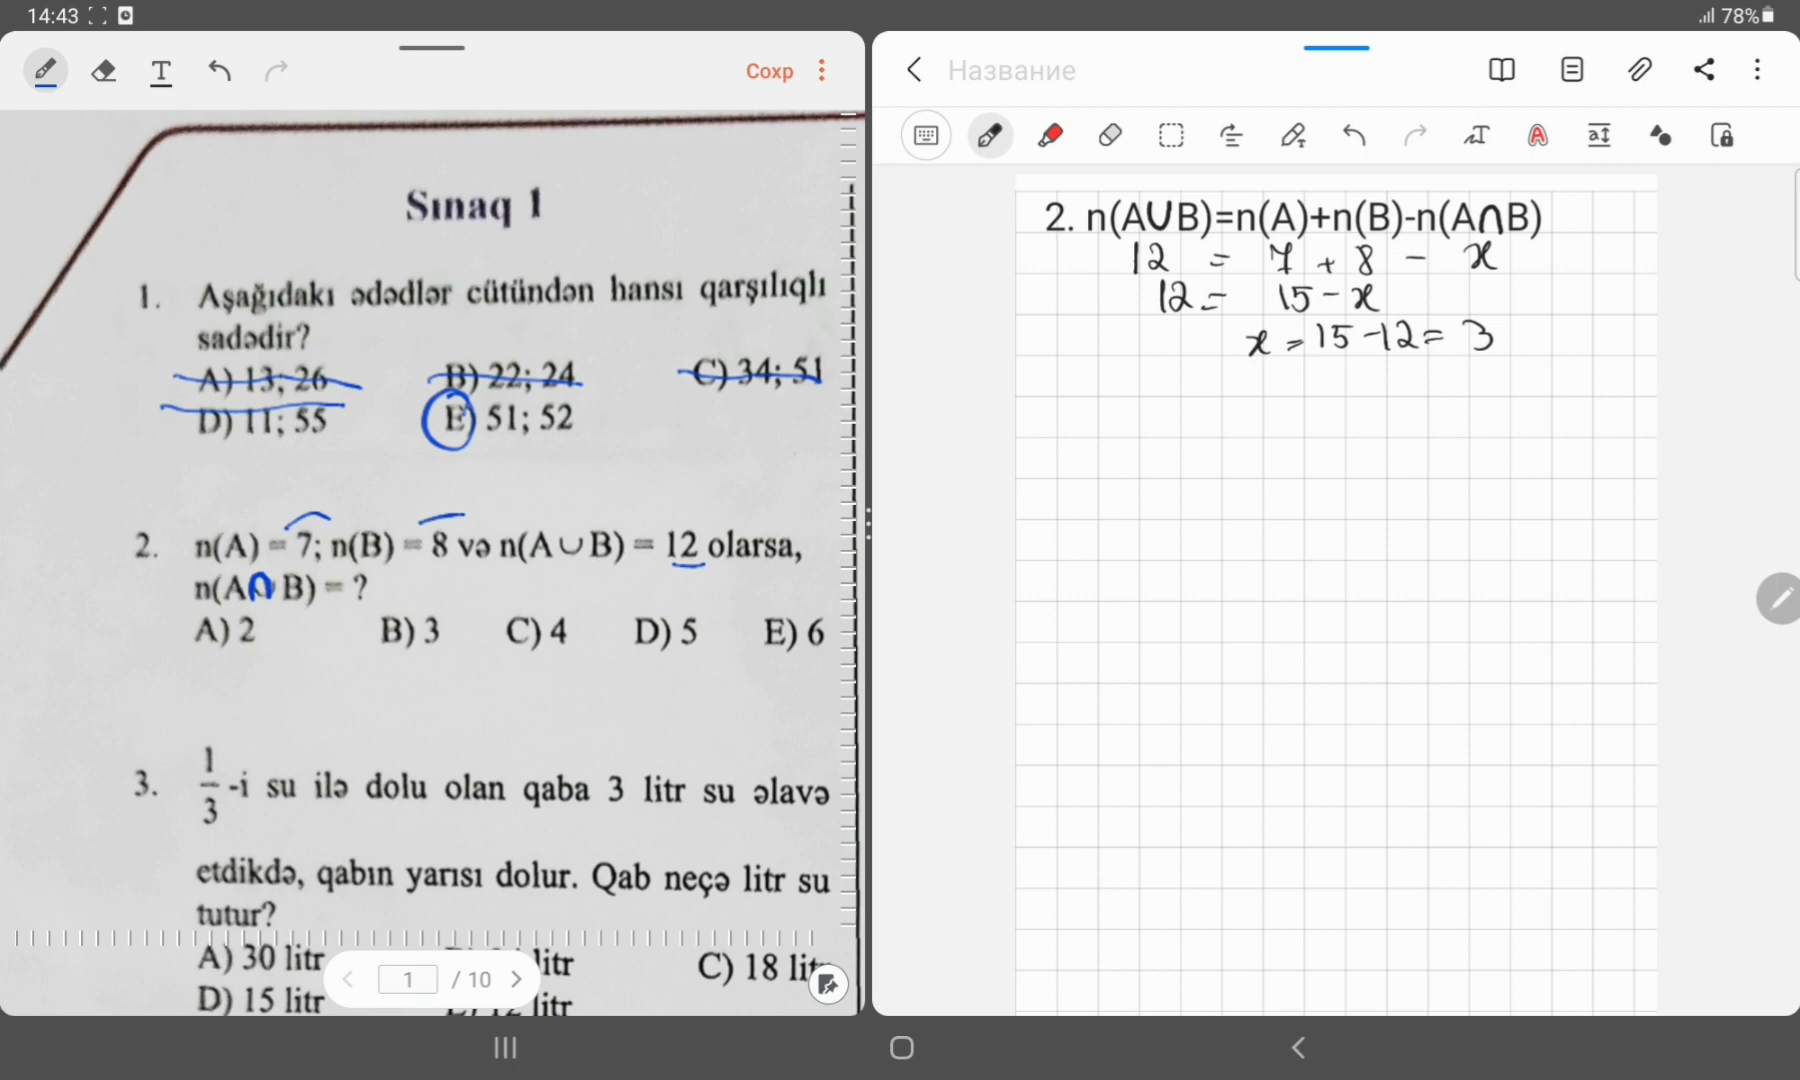 14:43
78%
Сохр
Название
Sınaq 1
1. Aşağıdakı ədədlər cütündən hansı qarşılıqlı
sadədir?
A) 13; 26 B) 22; 24 C) 34; 51
D) 11; 55 E) 51; 52
2. n(A) = 7; n(B) = 8 və n(A∪B) = 12 olarsa,
n(A∩B) = ?
A) 2 B) 3 C) 4 D) 5 E) 6
3. 1/3 -i su ilə dolu olan qaba 3 litr su əlavə
etdikdə, qabın yarısı dolur. Qab neçə litr su
tutur?
A) 30 litr litr C) 18 lit
D) 15 litr litr
1 / 10
2. n(A∪B)=n(A)+n(B)-n(A∩B)
12 = 7 + 8 - x
12 = 15 - x
x = 15 - 12 = 3